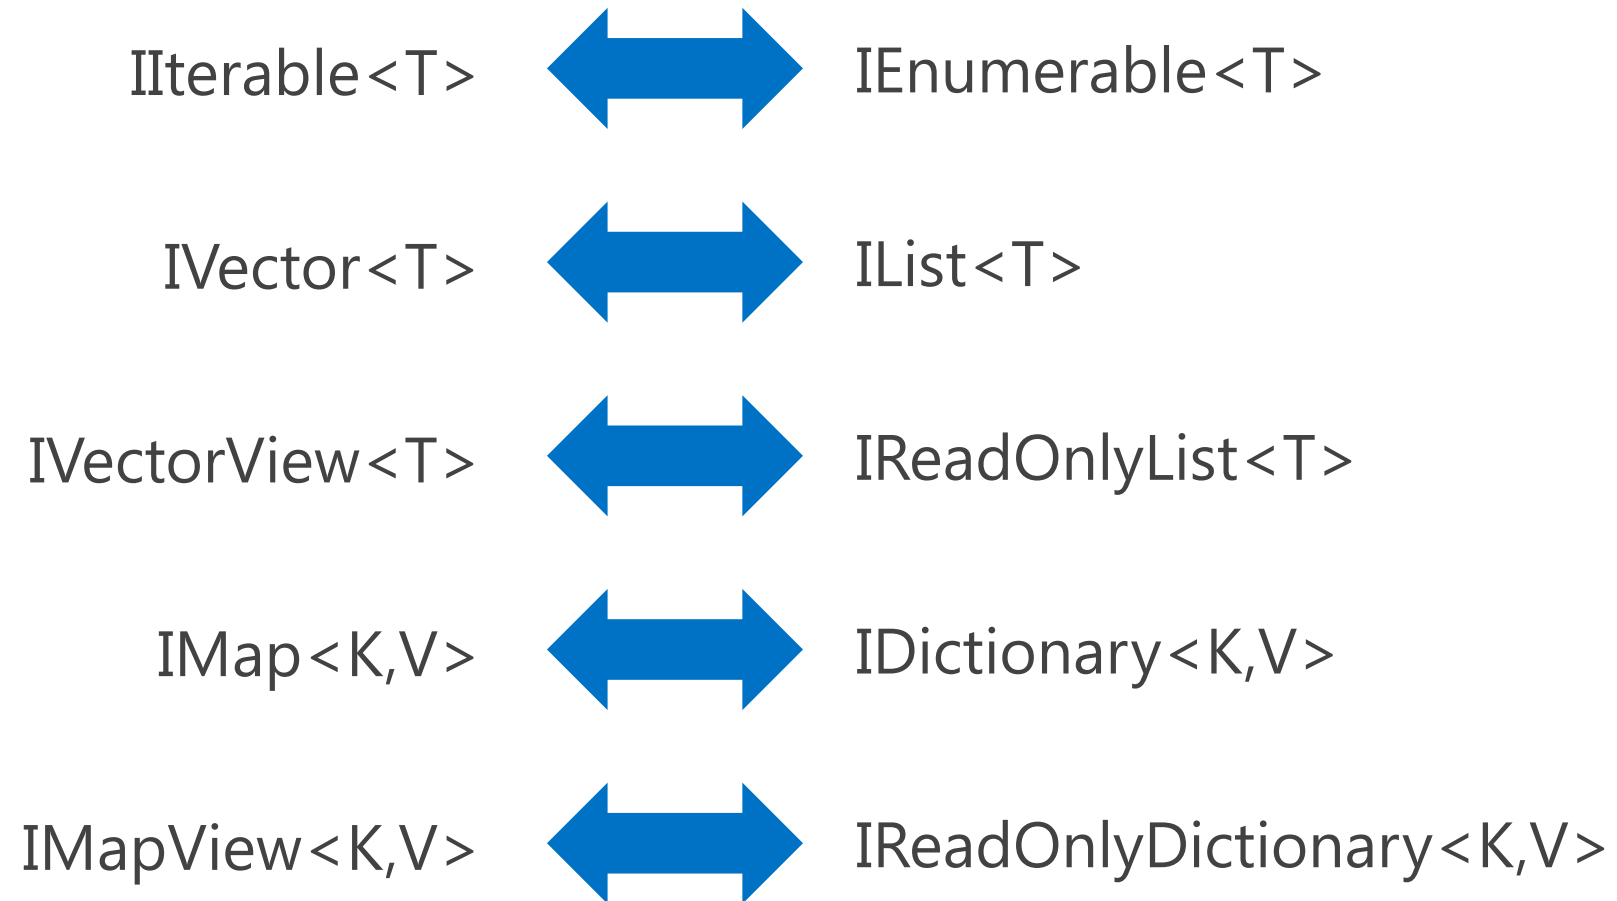 IIterable<T> IEnumerable<T>
IVector<T> IList<T>
IVectorView<T> IReadOnlyList<T>
IMap<K,V> IDictionary<K,V>
IMapView<K,V> IReadOnlyDictionary<K,V>